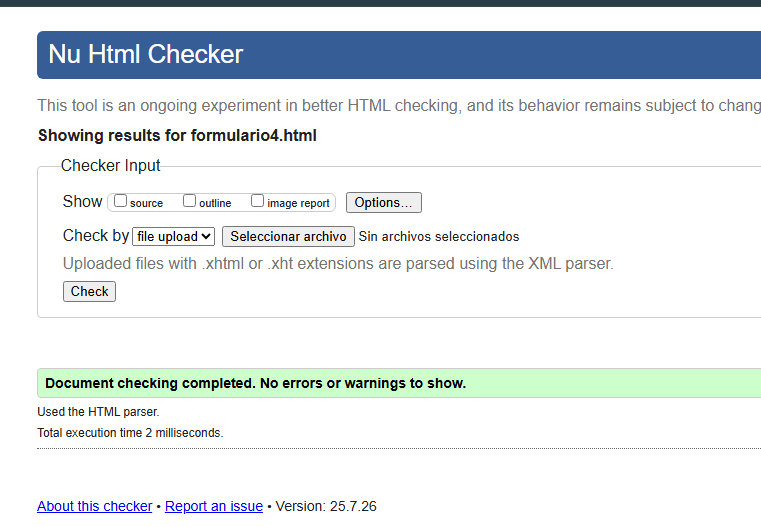 Nu Html Checker
This tool is an ongoing experiment in better HTML checking, and its behavior remains subject to chang
Showing results for formulario4.html
Checker Input
Show source outline image report Options...
Check by file upload Seleccionar archivo Sin archivos seleccionados
Uploaded files with .xhtml or .xht extensions are parsed using the XML parser.
Check
Document checking completed. No errors or warnings to show.
Used the HTML parser.
Total execution time 2 milliseconds.
About this checker • Report an issue • Version: 25.7.26